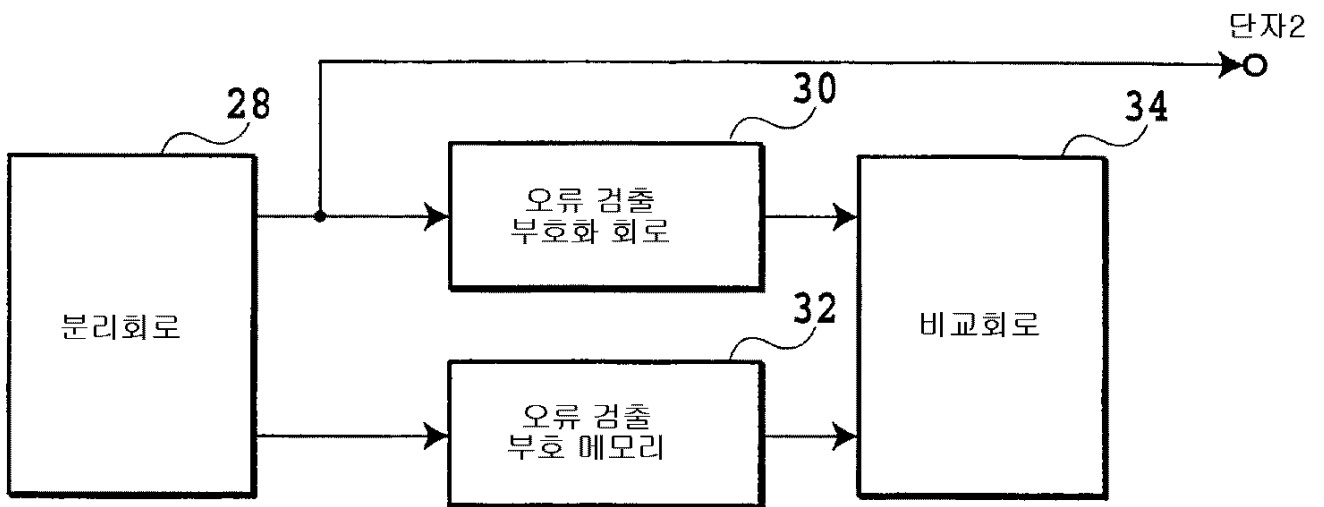 단자2
28
30
34
오류 검출
부호화 회로
분리회로
비교회로
32
오류 검출
부호 메모리